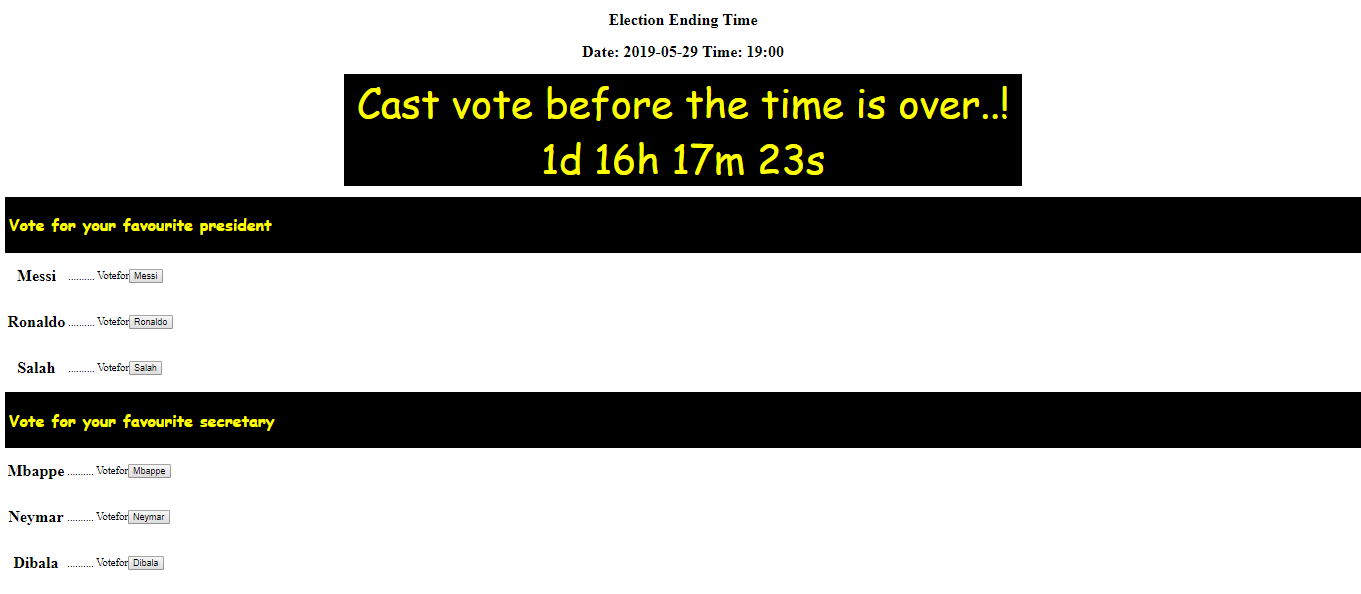 Election Ending Time
Date: 2019-05-29 Time: 19:00
Cast vote before the time is over..!
1d 16h 17m 23s
Vote for your favourite president
Messi .......... Votefor Messi
Ronaldo .......... Votefor Ronaldo
Salah .......... Votefor Salah
Vote for your favourite secretary
Mbappe .......... Votefor Mbappe
Neymar .......... Votefor Neymar
Dibala .......... Votefor Dibala